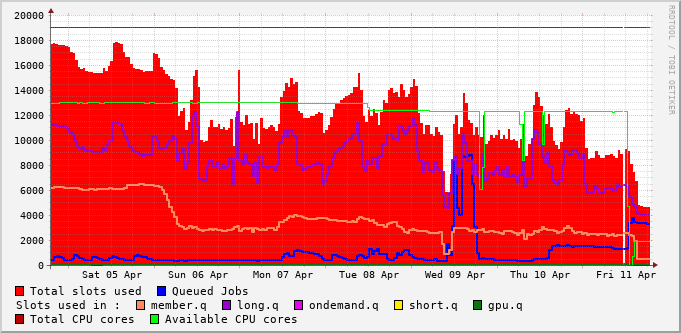 20000
18000
16000
14000
12000
10000
8000
6000
4000
2000
0
Sat 05 Apr Sun 06 Apr Mon 07 Apr Tue 08 Apr Wed 09 Apr Thu 10 Apr Fri 11 Apr
RRDTOOL / TOBI OETIKER
Total slots used Queued Jobs
Slots used in : member.q long.q ondemand.q short.q gpu.q
Total CPU cores Available CPU cores